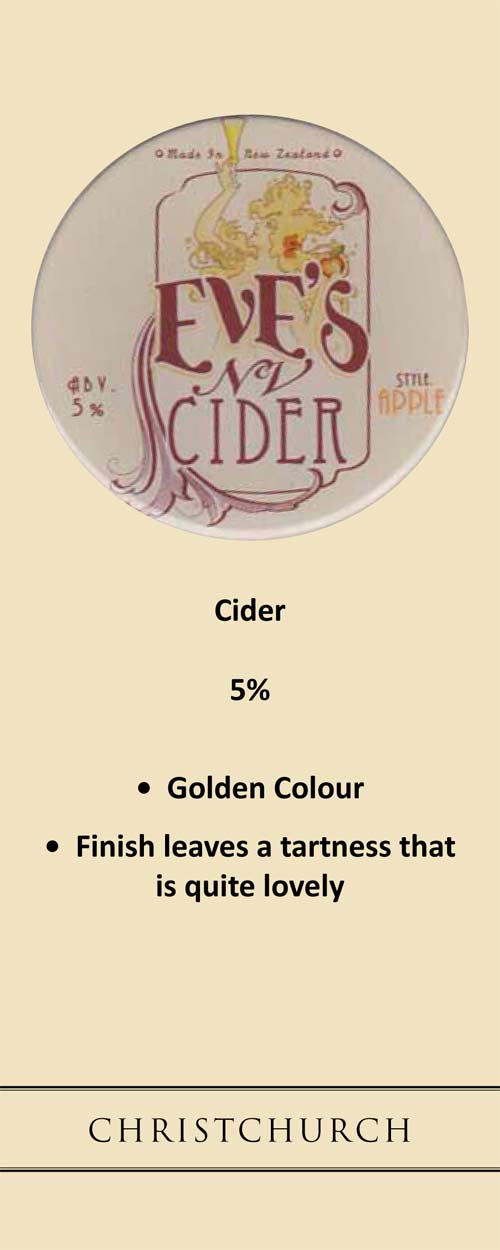 Made In New Zealand
EVE'S
NV
CIDER
ABV.
5%
STYLE
APPLE
Cider
5%
• Golden Colour
• Finish leaves a tartness that
is quite lovely
CHRISTCHURCH